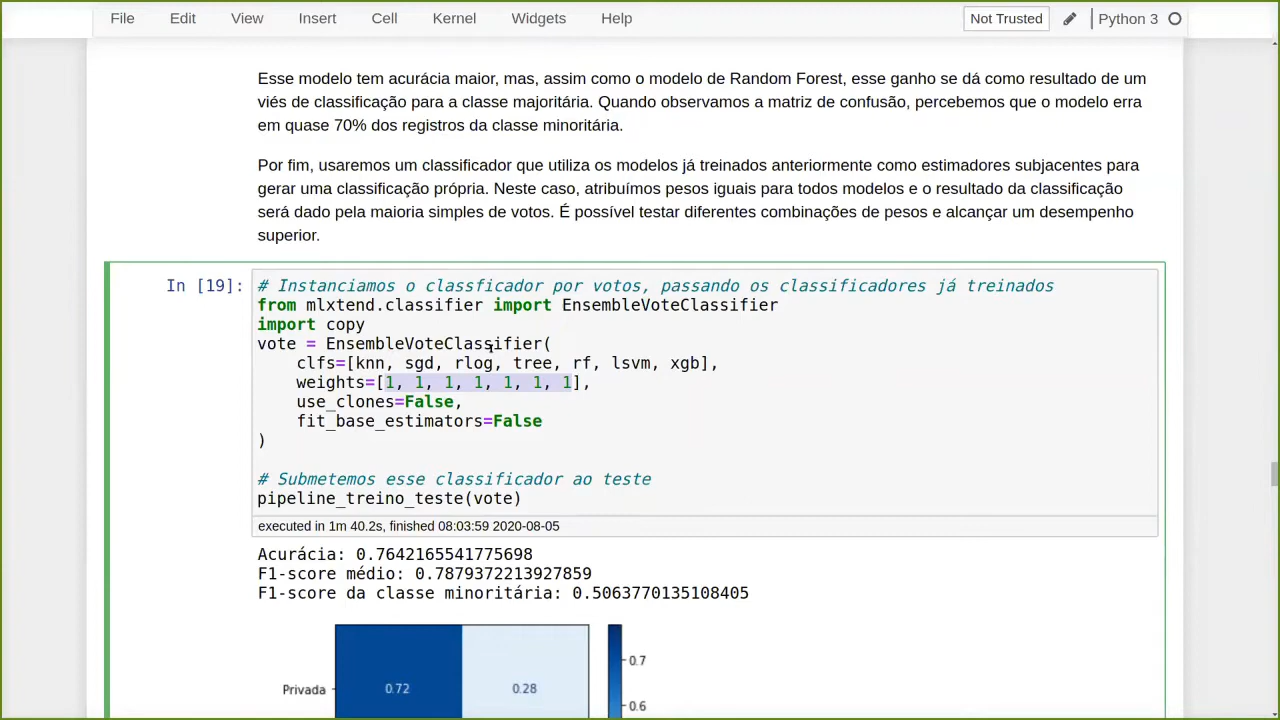 File Edit View Insert Cell Kernel Widgets Help Not Trusted Python 3
Esse modelo tem acurácia maior, mas, assim como o modelo de Random Forest, esse ganho se dá como resultado de um
viés de classificação para a classe majoritária. Quando observamos a matriz de confusão, percebemos que o modelo erra
em quase 70% dos registros da classe minoritária.
Por fim, usaremos um classificador que utiliza os modelos já treinados anteriormente como estimadores subjacentes para
gerar uma classificação própria. Neste caso, atribuímos pesos iguais para todos modelos e o resultado da classificação
será dado pela maioria simples de votos. É possível testar diferentes combinações de pesos e alcançar um desempenho
superior.
In [19]: # Instanciamos o classficador por votos, passando os classificadores já treinados
from mlxtend.classifier import EnsembleVoteClassifier
import copy
vote = EnsembleVoteClassifier(
clfs=[knn, sgd, rlog, tree, rf, lsvm, xgb],
weights=[1, 1, 1, 1, 1, 1, 1],
use_clones=False,
fit_base_estimators=False
)
# Submetemos esse classificador ao teste
pipeline_treino_teste(vote)
executed in 1m 40.2s, finished 08:03:59 2020-08-05
Acurácia: 0.7642165541775698
F1-score médio: 0.7879372213927859
F1-score da classe minoritária: 0.5063770135108405
0.7
Privada 0.72 0.28
0.6